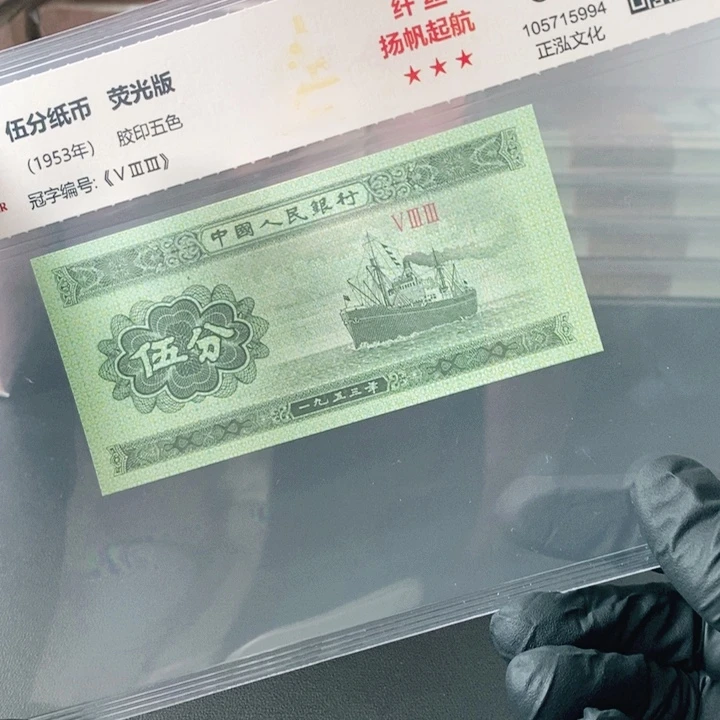 伍分纸币 荧光版
(1953年) 胶印五色
冠字编号:《ⅤⅢⅢ》
R
扬帆起航
★★★
105715994
正泓文化
中國人民銀行
ⅤⅢⅢ
伍分
一九五三年